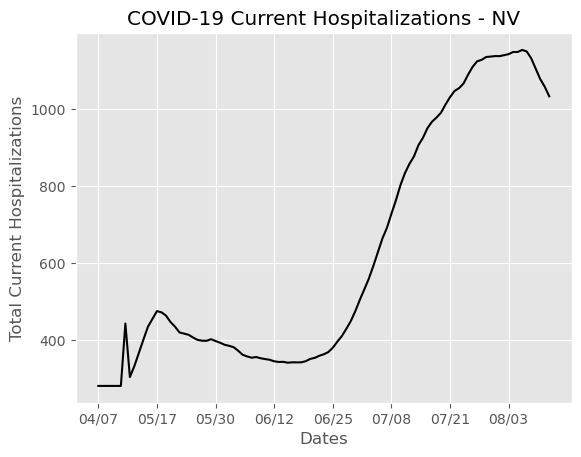 COVID-19 Current Hospitalizations - NV
Total Current Hospitalizations
1000
800
600
400
04/07 05/17 05/30 06/12 06/25 07/08 07/21 08/03
Dates